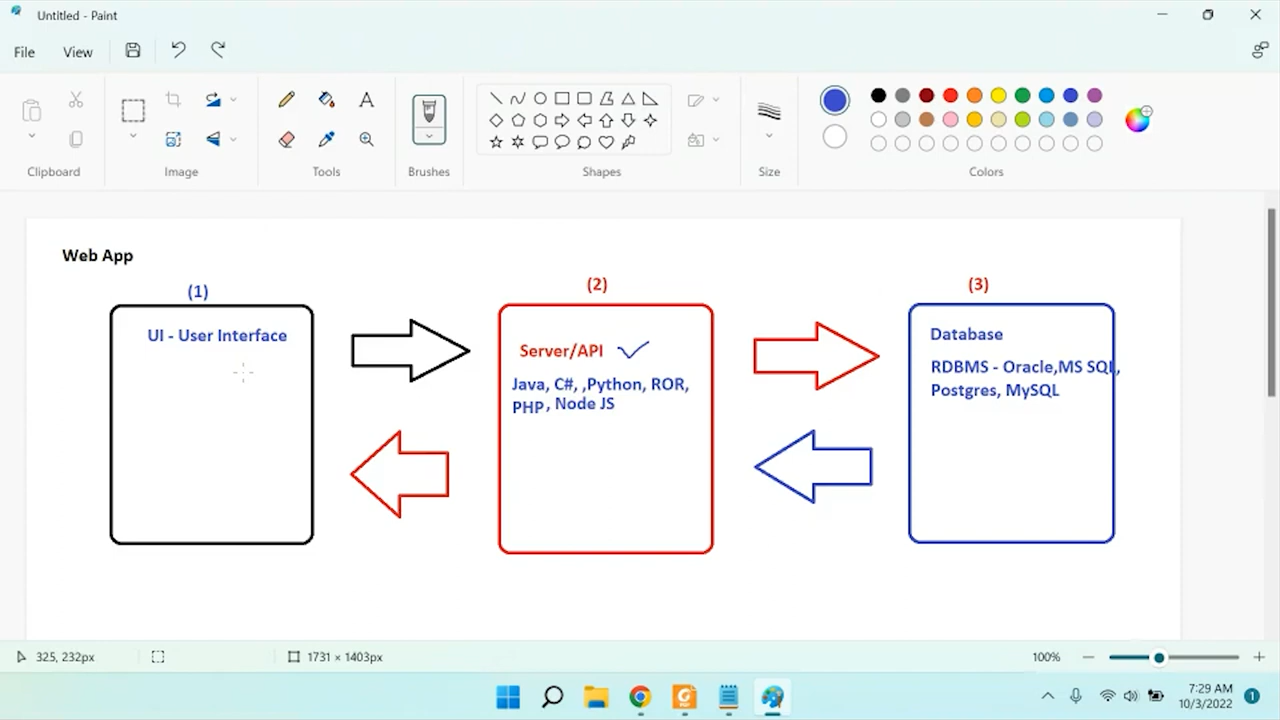 Untitled - Paint
File
View
Clipboard
Image
Tools
Brushes
Shapes
Size
Colors
Web App
(1)
(2)
(3)
UI - User Interface
Server/API
Java, C#, ,Python, ROR,
PHP, Node JS
Database
RDBMS - Oracle,MS SQL,
Postgres, MySQL
325, 232px
1731 × 1403px
100%
7:29 AM
10/3/2022
1